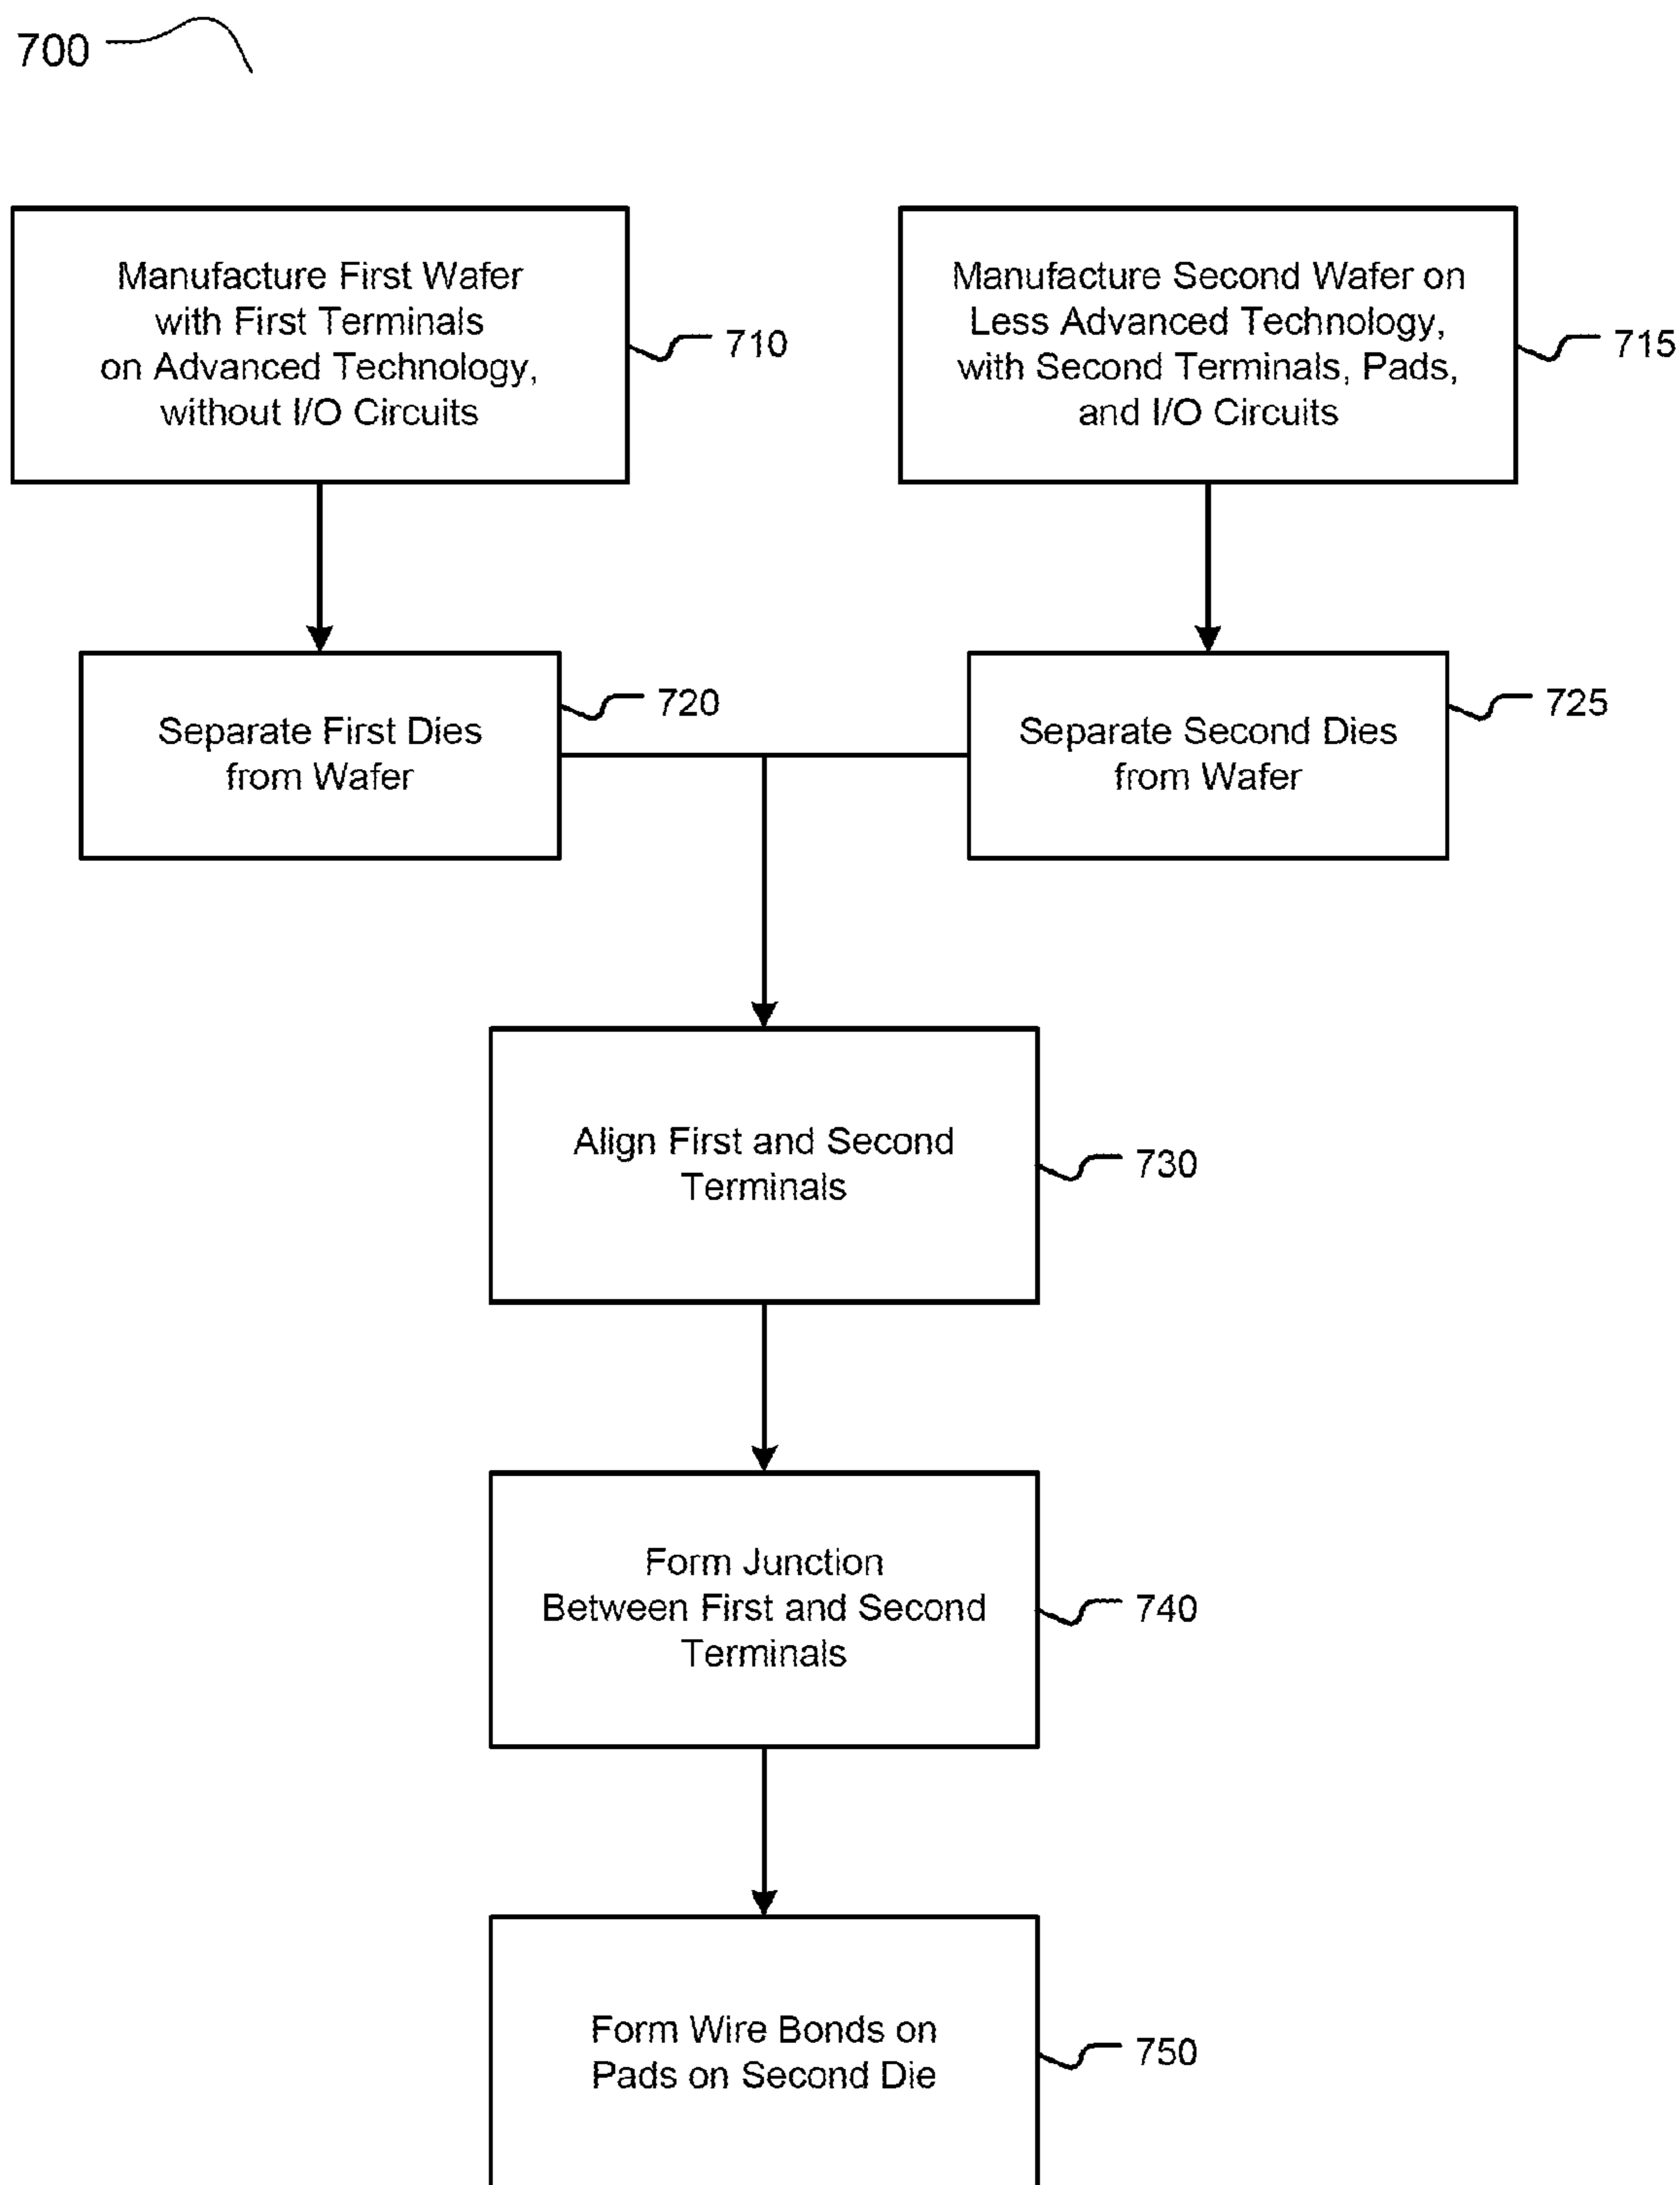 700
Manufacture First Wafer
with First Terminals
on Advanced Technology,
without I/O Circuits
710
Manufacture Second Wafer on
Less Advanced Technology,
with Second Terminals, Pads,
and I/O Circuits
715
Separate First Dies
from Wafer
720
Separate Second Dies
from Wafer
725
Align First and Second
Terminals
730
Form Junction
Between First and Second
Terminals
740
Form Wire Bonds on
Pads on Second Die
750